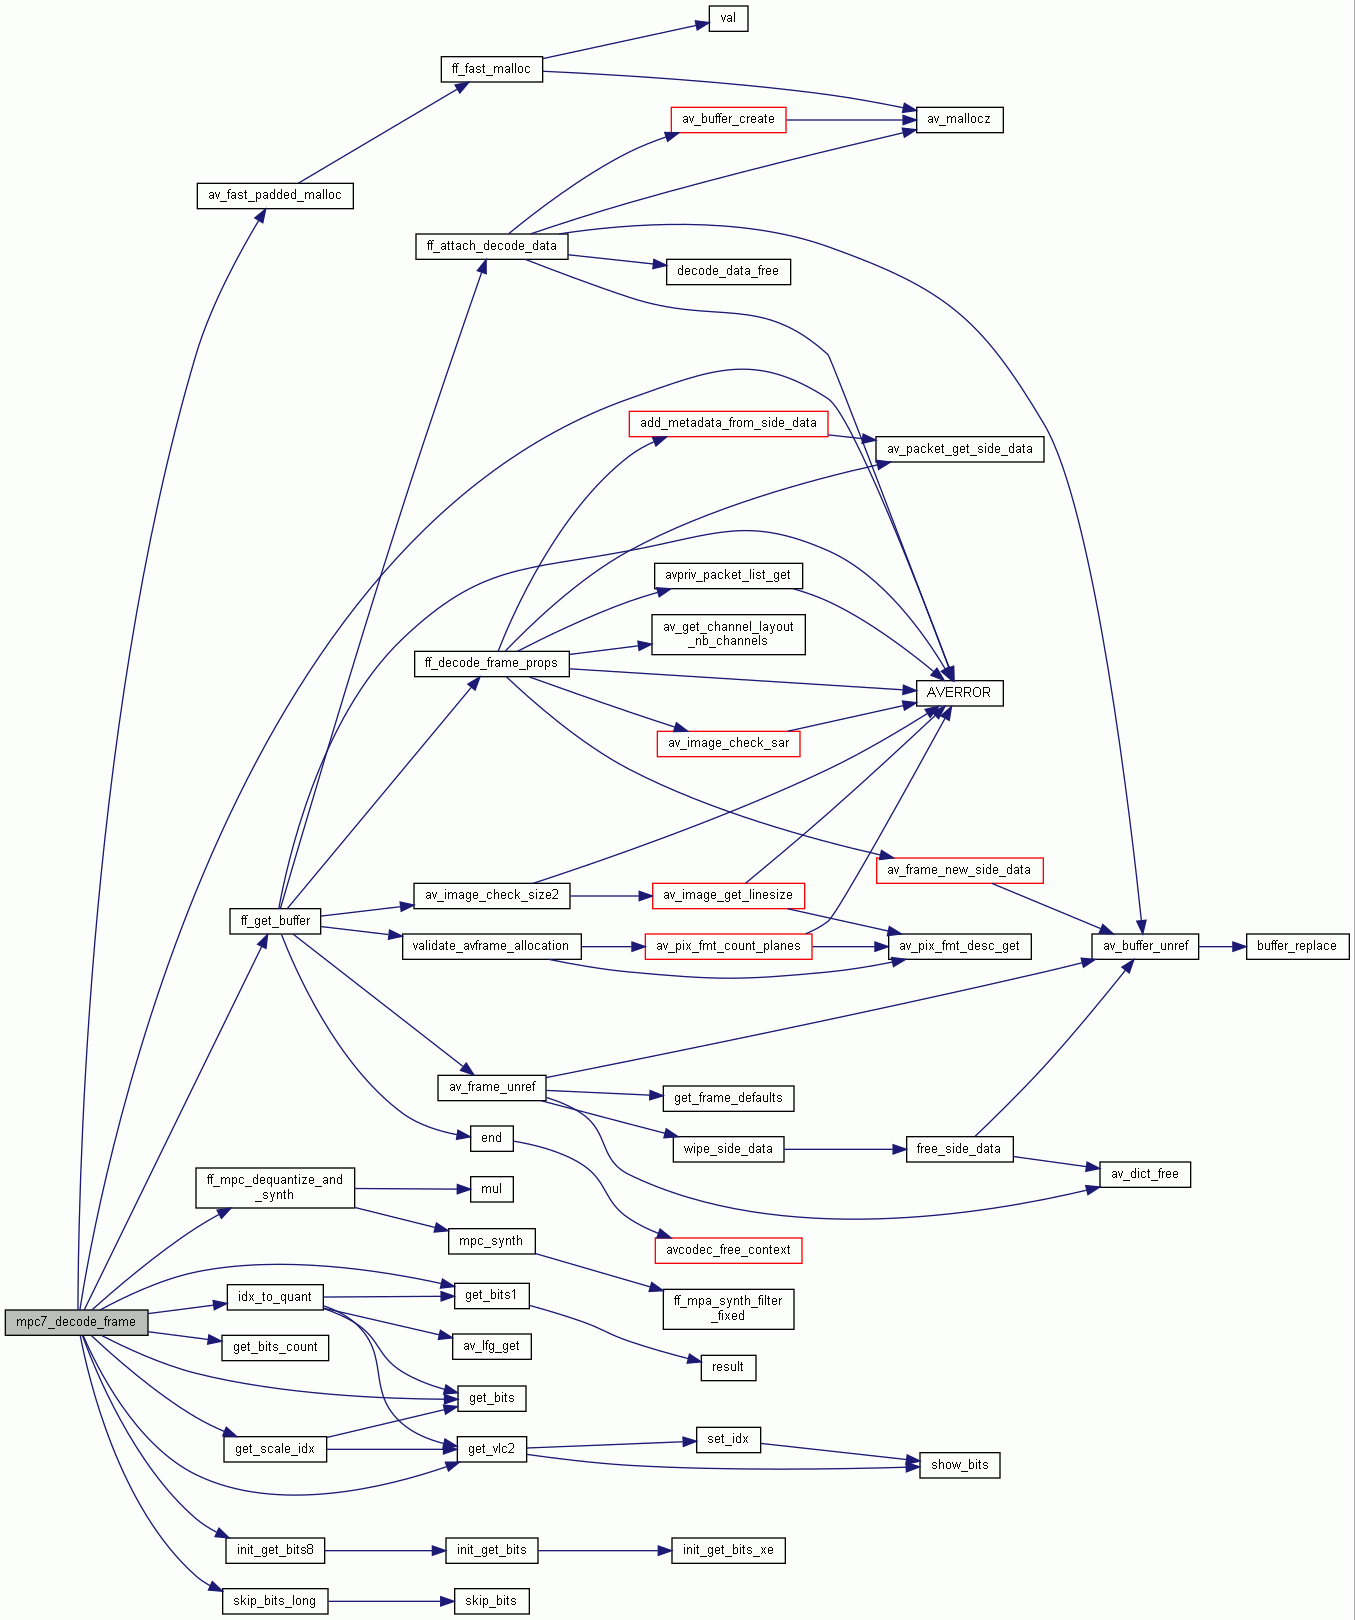 val
ff_fast_malloc
av_buffer_create
av_mallocz
av_fast_padded_malloc
ff_attach_decode_data
decode_data_free
add_metadata_from_side_data
av_packet_get_side_data
avpriv_packet_list_get
av_get_channel_layout
_nb_channels
ff_decode_frame_props
AVERROR
av_image_check_sar
av_frame_new_side_data
av_image_check_size2
av_image_get_linesize
ff_get_buffer
validate_avframe_allocation
av_pix_fmt_count_planes
av_pix_fmt_desc_get
av_buffer_unref
buffer_replace
av_frame_unref
get_frame_defaults
end
wipe_side_data
free_side_data
av_dict_free
ff_mpc_dequantize_and
_synth
mul
mpc_synth
avcodec_free_context
idx_to_quant
get_bits1
ff_mpa_synth_filter
_fixed
mpc7_decode_frame
get_bits_count
av_lfg_get
result
get_bits
get_scale_idx
get_vlc2
set_idx
show_bits
init_get_bits8
init_get_bits
init_get_bits_xe
skip_bits_long
skip_bits